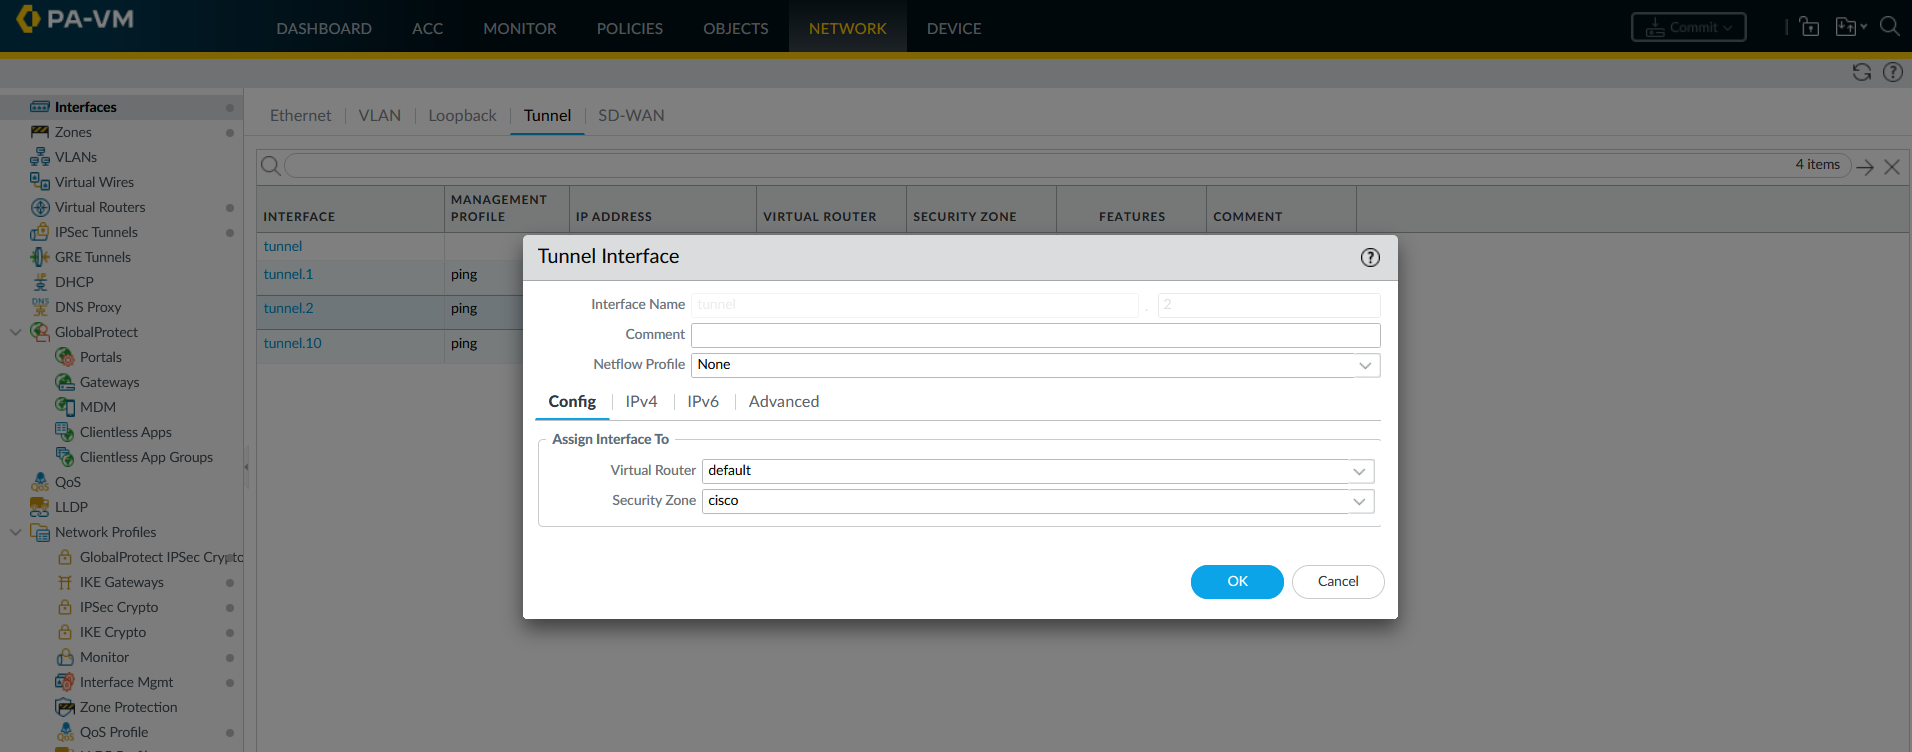 PA-VM
DASHBOARD ACC MONITOR POLICIES OBJECTS NETWORK DEVICE
Commit
Interfaces
Zones
VLANs
Virtual Wires
Virtual Routers
IPSec Tunnels
GRE Tunnels
DHCP
DNS
DNS Proxy
GlobalProtect
Portals
Gateways
MDM
Clientless Apps
Clientless App Groups
QoS
LLDP
Network Profiles
GlobalProtect IPSec Crypto
IKE Gateways
IPSec Crypto
IKE Crypto
Monitor
Interface Mgmt
Zone Protection
QoS Profile
Ethernet VLAN Loopback Tunnel SD-WAN
4 items
INTERFACE MANAGEMENT PROFILE IP ADDRESS VIRTUAL ROUTER SECURITY ZONE FEATURES COMMENT
tunnel
tunnel.1 ping
tunnel.2 ping
tunnel.10 ping
Tunnel Interface
Interface Name tunnel . 2
Comment
Netflow Profile None
Config IPv4 IPv6 Advanced
Assign Interface To
Virtual Router default
Security Zone cisco
OK Cancel